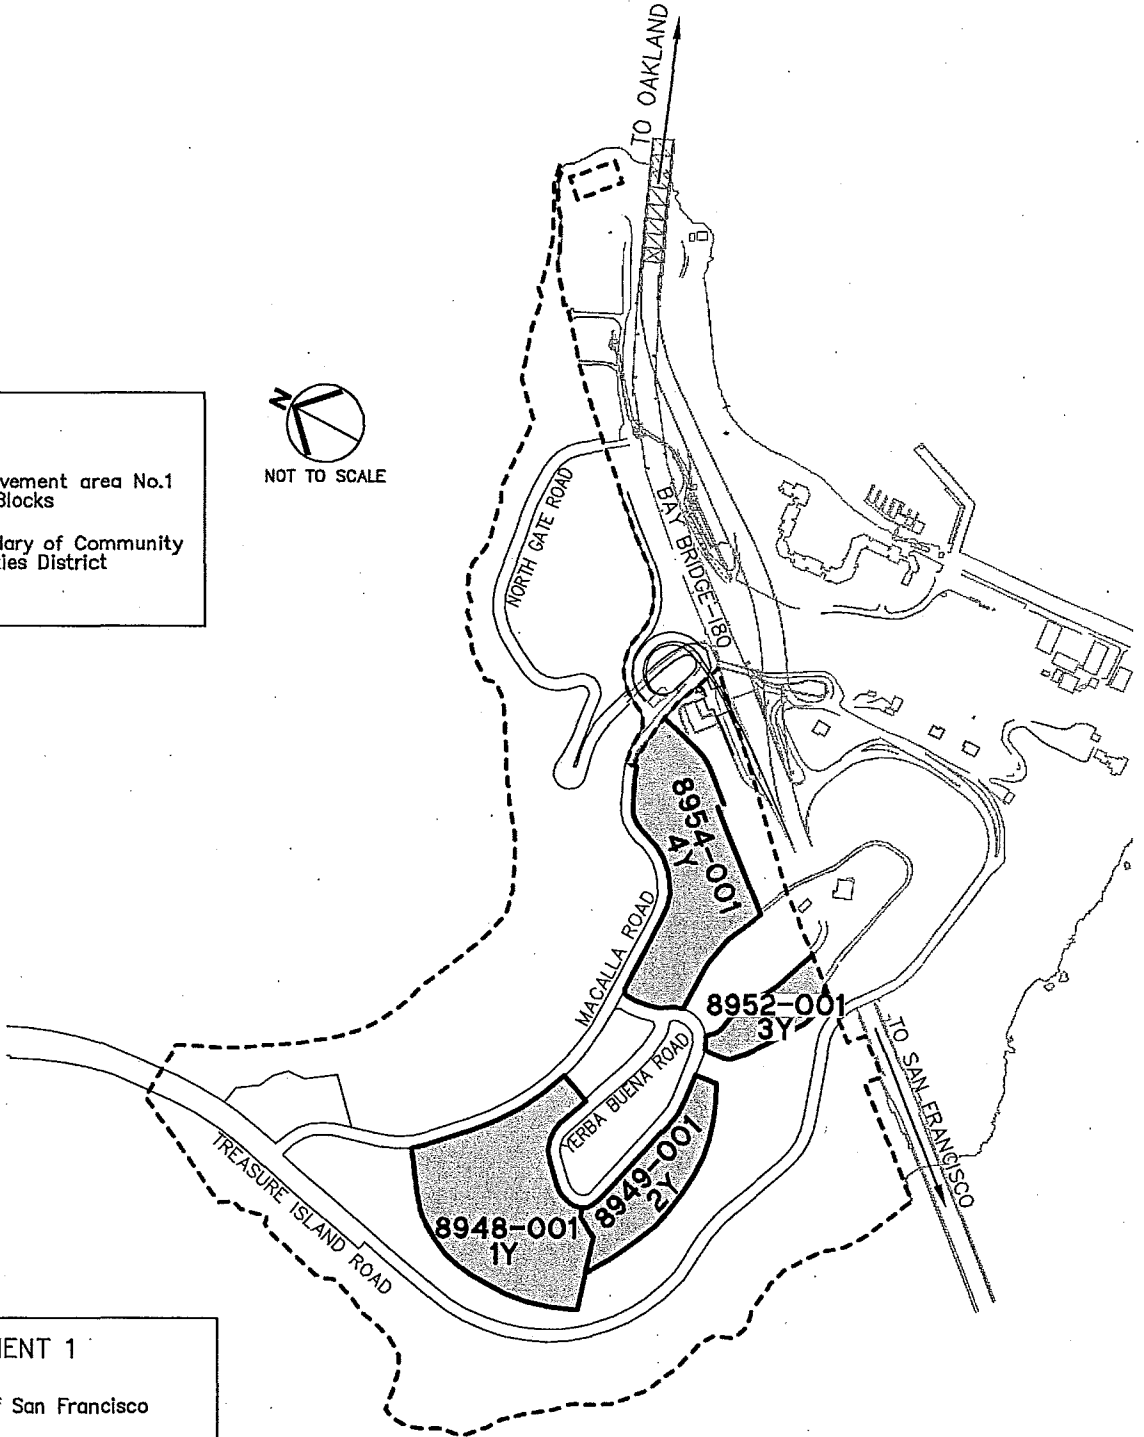 TO OAKLAND
N
NOT TO SCALE
vement area No.1
Blocks
dary of Community
ties District
NORTH GATE ROAD
BAY BRIDGE-I80
8954-001
4Y
MACALLA ROAD
8952-001
3Y
YERBA BUENA ROAD
TO SAN FRANCISCO
8949-001
2Y
TREASURE ISLAND ROAD
8948-001
1Y
MENT 1
San Francisco